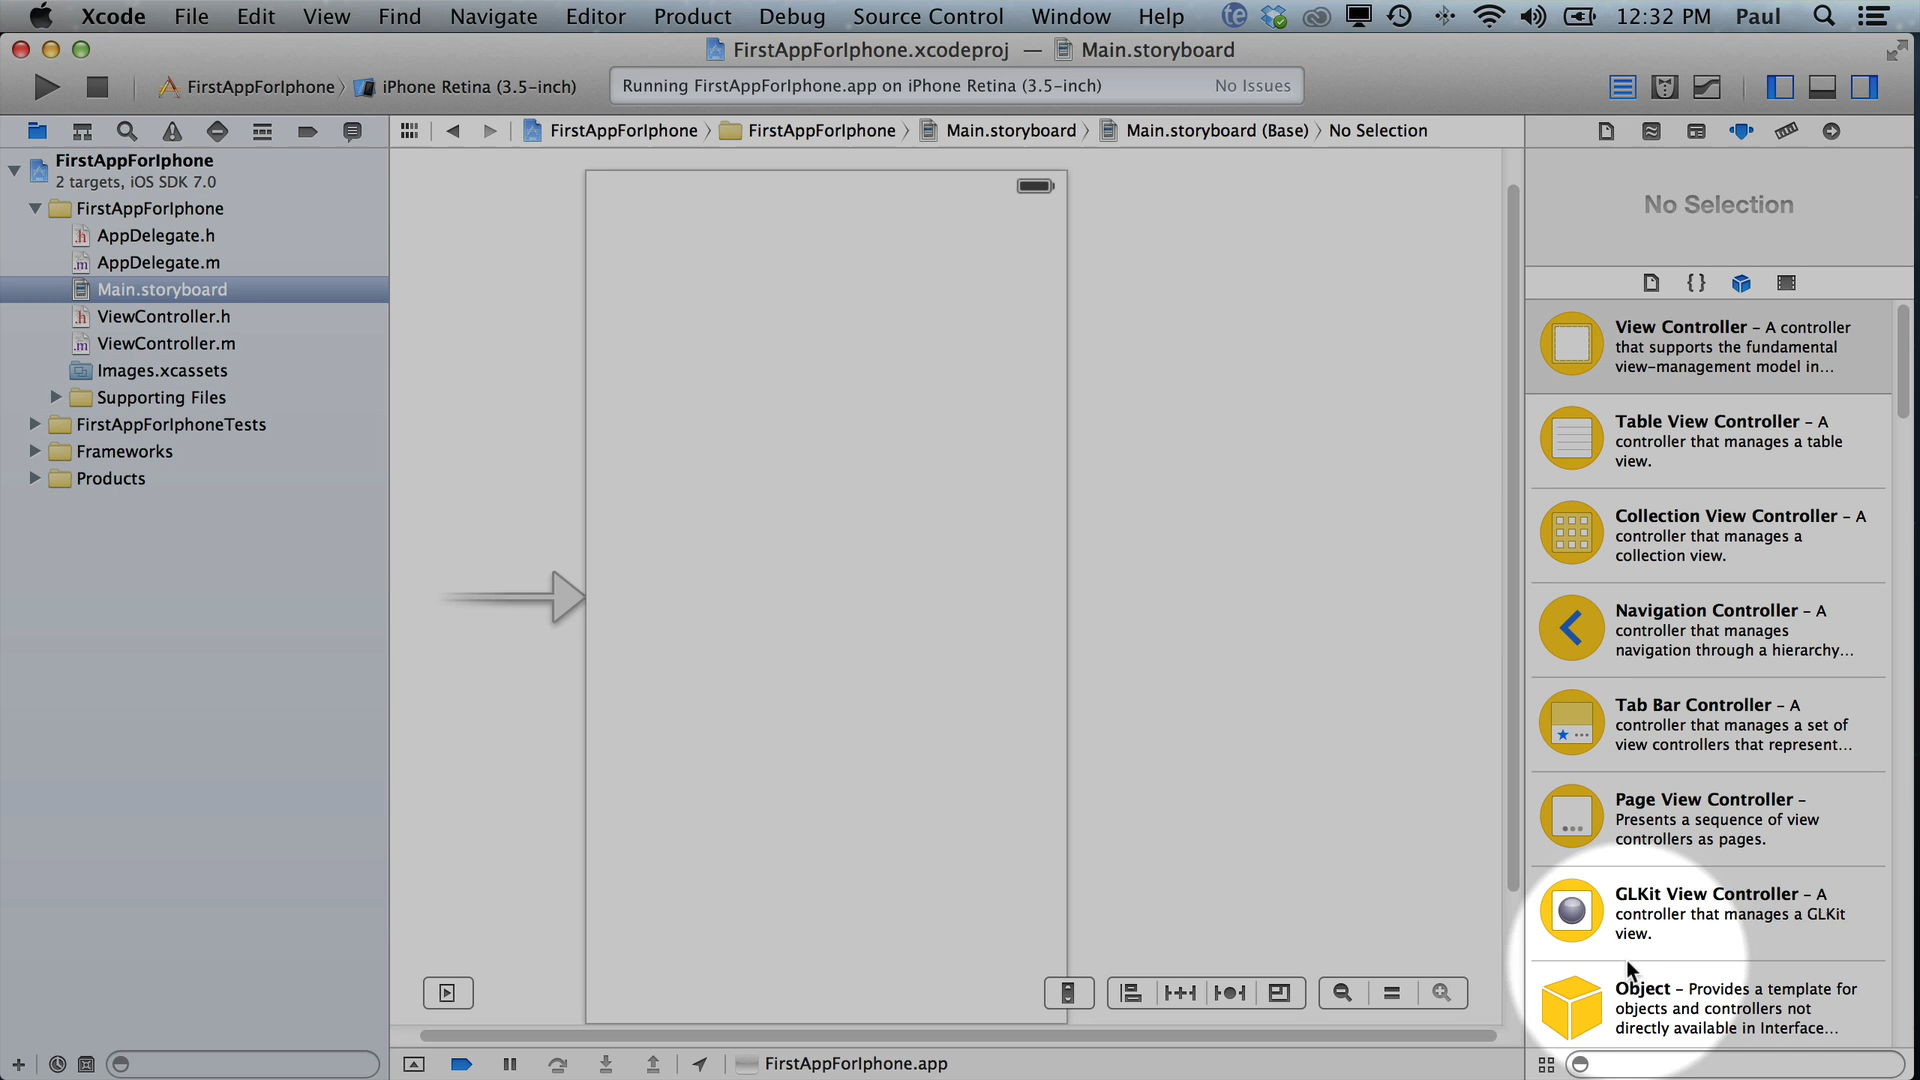 Xcode File Edit View Find Navigate Editor Product Debug Source Control Window Help te 12:32 PM Paul
FirstAppForIphone.xcodeproj — Main.storyboard
FirstAppForIphone iPhone Retina (3.5-inch) Running FirstAppForIphone.app on iPhone Retina (3.5-inch) No Issues
FirstAppForIphone FirstAppForIphone Main.storyboard Main.storyboard (Base) No Selection
FirstAppForIphone
2 targets, iOS SDK 7.0
FirstAppForIphone
AppDelegate.h
AppDelegate.m
Main.storyboard
ViewController.h
ViewController.m
Images.xcassets
Supporting Files
FirstAppForIphoneTests
Frameworks
Products
No Selection
View Controller – A controller
that supports the fundamental
view-management model in...
Table View Controller – A
controller that manages a table
view.
Collection View Controller – A
controller that manages a
collection view.
Navigation Controller – A
controller that manages
navigation through a hierarchy...
Tab Bar Controller – A
controller that manages a set of
view controllers that represent...
Page View Controller –
Presents a sequence of view
controllers as pages.
GLKit View Controller – A
controller that manages a GLKit
view.
Object – Provides a template for
objects and controllers not
directly available in Interface...
FirstAppForIphone.app